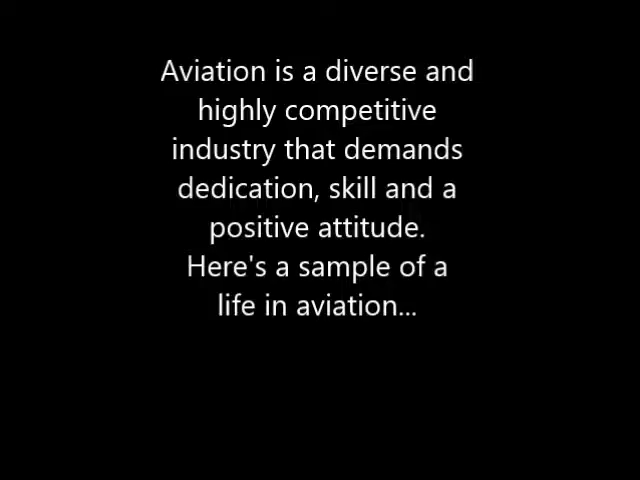 Aviation is a diverse and
highly competitive
industry that demands
dedication, skill and a
positive attitude.
Here's a sample of a
life in aviation...